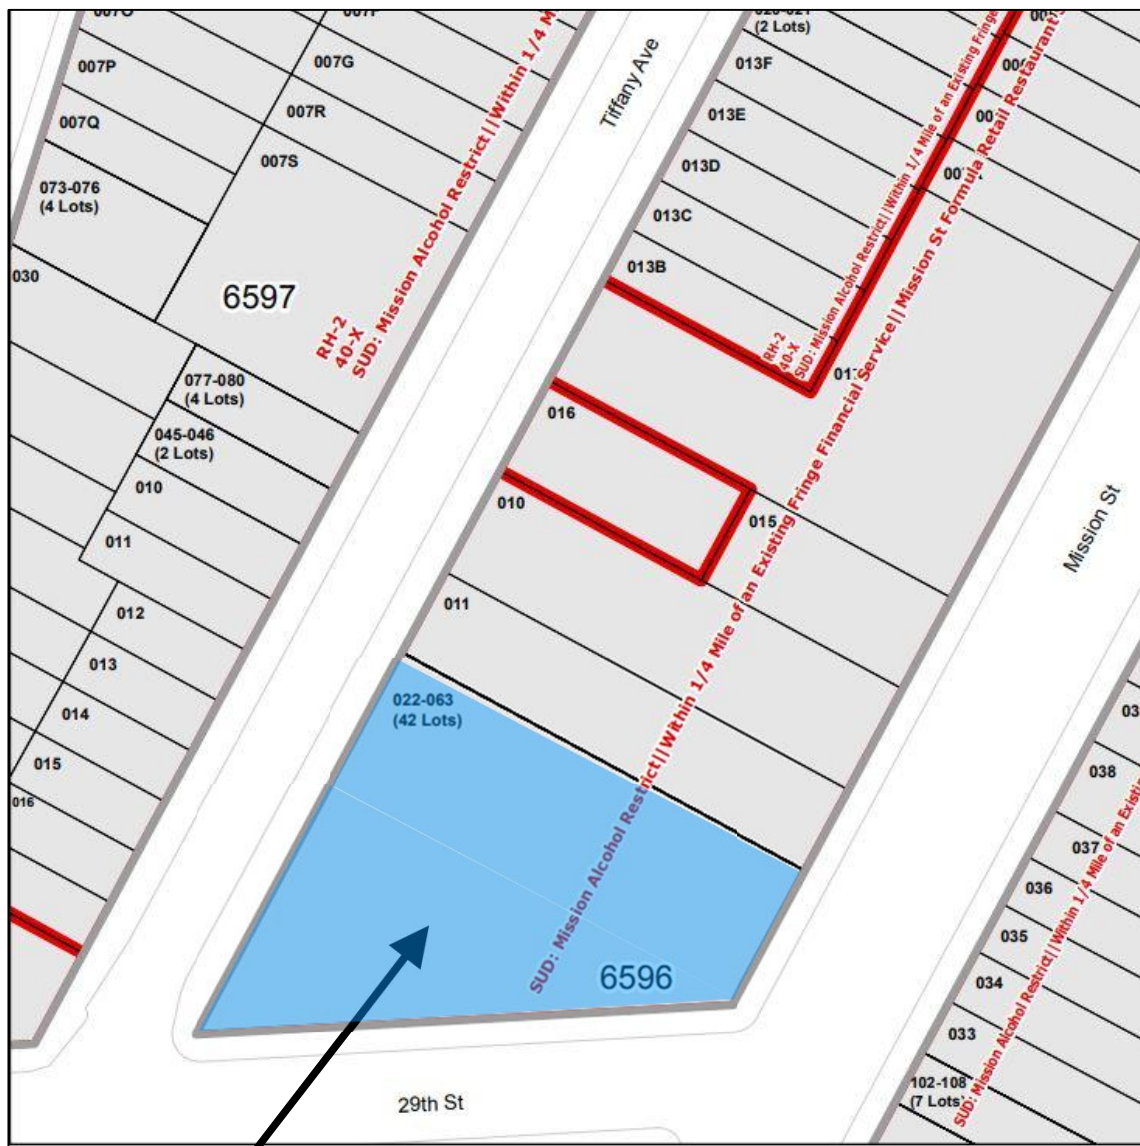 007P
007Q
073-076
(4 Lots)
030
007G
007R
007S
6597
RH-2
40-X
SUD: Mission Alcohol Restrict||Within 1/4 M
077-080
(4 Lots)
045-046
(2 Lots)
010
011
012
013
014
015
016
Tiffany Ave
(2 Lots)
013F
013E
013D
013C
013B
RH-2
40-X
SUD: Mission Alcohol Restrict||Within 1/4 Mile of an Existing Fringe
016
010
015
011
022-063
(42 Lots)
SUD: Mission Alcohol Restrict||Within 1/4 Mile of an Existing Fringe Financial Service||Mission St Formula Retail Restaurant
6596
29th St
Mission St
038
037
036
035
034
033
102-108
(7 Lots)
SUD: Mission Alcohol Restrict||Within 1/4 Mile of an Existin